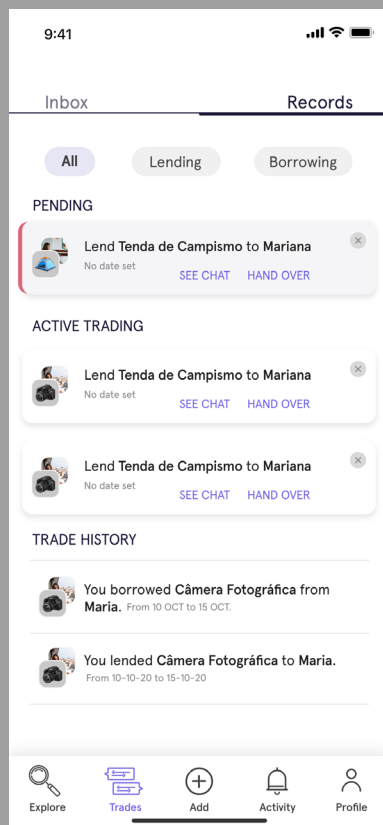 9:41
Inbox Records
All Lending Borrowing
PENDING
Lend Tenda de Campismo to Mariana
No date set
SEE CHAT HAND OVER
ACTIVE TRADING
Lend Tenda de Campismo to Mariana
No date set
SEE CHAT HAND OVER
Lend Tenda de Campismo to Mariana
No date set
SEE CHAT HAND OVER
TRADE HISTORY
You borrowed Câmera Fotográfica from
Maria. From 10 OCT to 15 OCT.
You lended Câmera Fotográfica to Maria.
From 10-10-20 to 15-10-20
Explore Trades Add Activity Profile